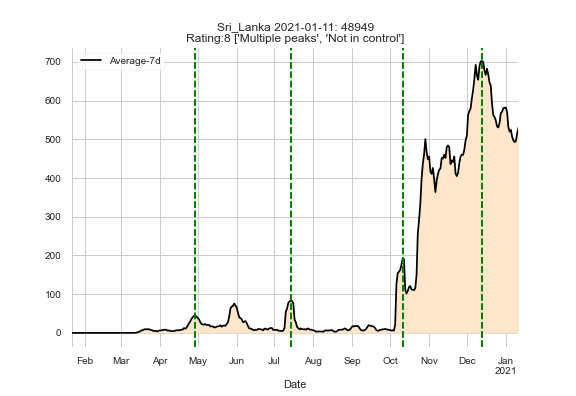 Sri_Lanka 2021-01-11: 48949
Rating:8 ['Multiple peaks', 'Not in control']
Average-7d
700
600
500
400
300
200
100
0
Feb Mar Apr May Jun Jul Aug Sep Oct Nov Dec Jan
2021
Date